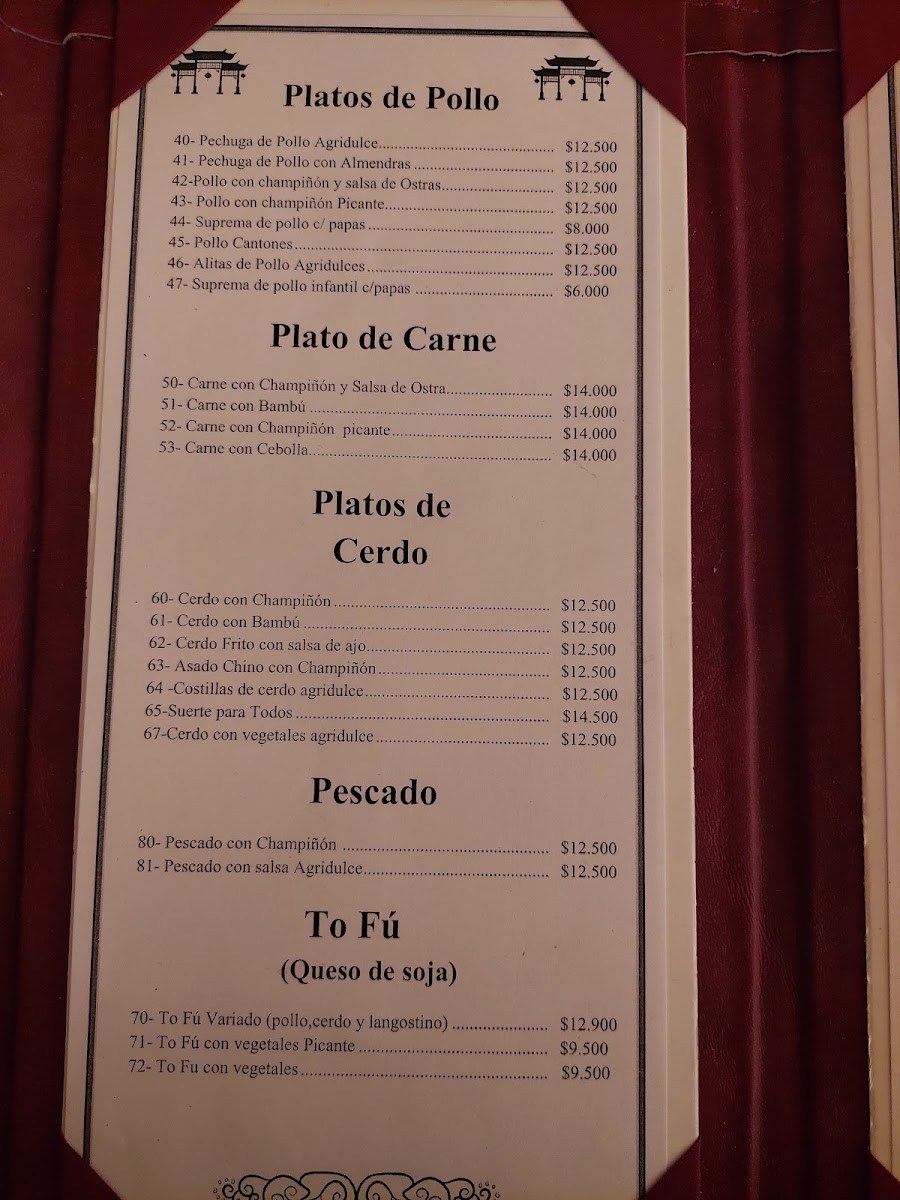 Platos de Pollo
40- Pechuga de Pollo Agridulce.......................................... $12.500
41- Pechuga de Pollo con Almendras ................................. $12.500
42-Pollo con champiñón y salsa de Ostras........................... $12.500
43- Pollo con champiñón Picante........................................ $12.500
44- Suprema de pollo c/ papas ............................................ $8.000
45- Pollo Cantones.............................................................. $12.500
46- Alitas de Pollo Agridulces............................................ $12.500
47- Suprema de pollo infantil c/papas ................................. $6.000
Plato de Carne
50- Carne con Champiñón y Salsa de Ostra......................... $14.000
51- Carne con Bambú .......................................................... $14.000
52- Carne con Champiñón  picante...................................... $14.000
53- Carne con Cebolla.......................................................... $14.000
Platos de
Cerdo
60- Cerdo con Champiñón ................................................... $12.500
61- Cerdo con Bambú .......................................................... $12.500
62- Cerdo Frito con salsa de ajo.......................................... $12.500
63- Asado Chino con Champiñón........................................ $12.500
64 -Costillas de cerdo agridulce.......................................... $12.500
65-Suerte para Todos .......................................................... $14.500
67-Cerdo con vegetales agridulce ........................................ $12.500
Pescado
80- Pescado con Champiñón ................................................ $12.500
81- Pescado con salsa Agridulce.......................................... $12.500
To Fú
(Queso de soja)
70- To Fú Variado (pollo,cerdo y langostino) ...................... $12.900
71- To Fú con vegetales Picante ........................................... $9.500
72- To Fu con vegetales......................................................... $9.500